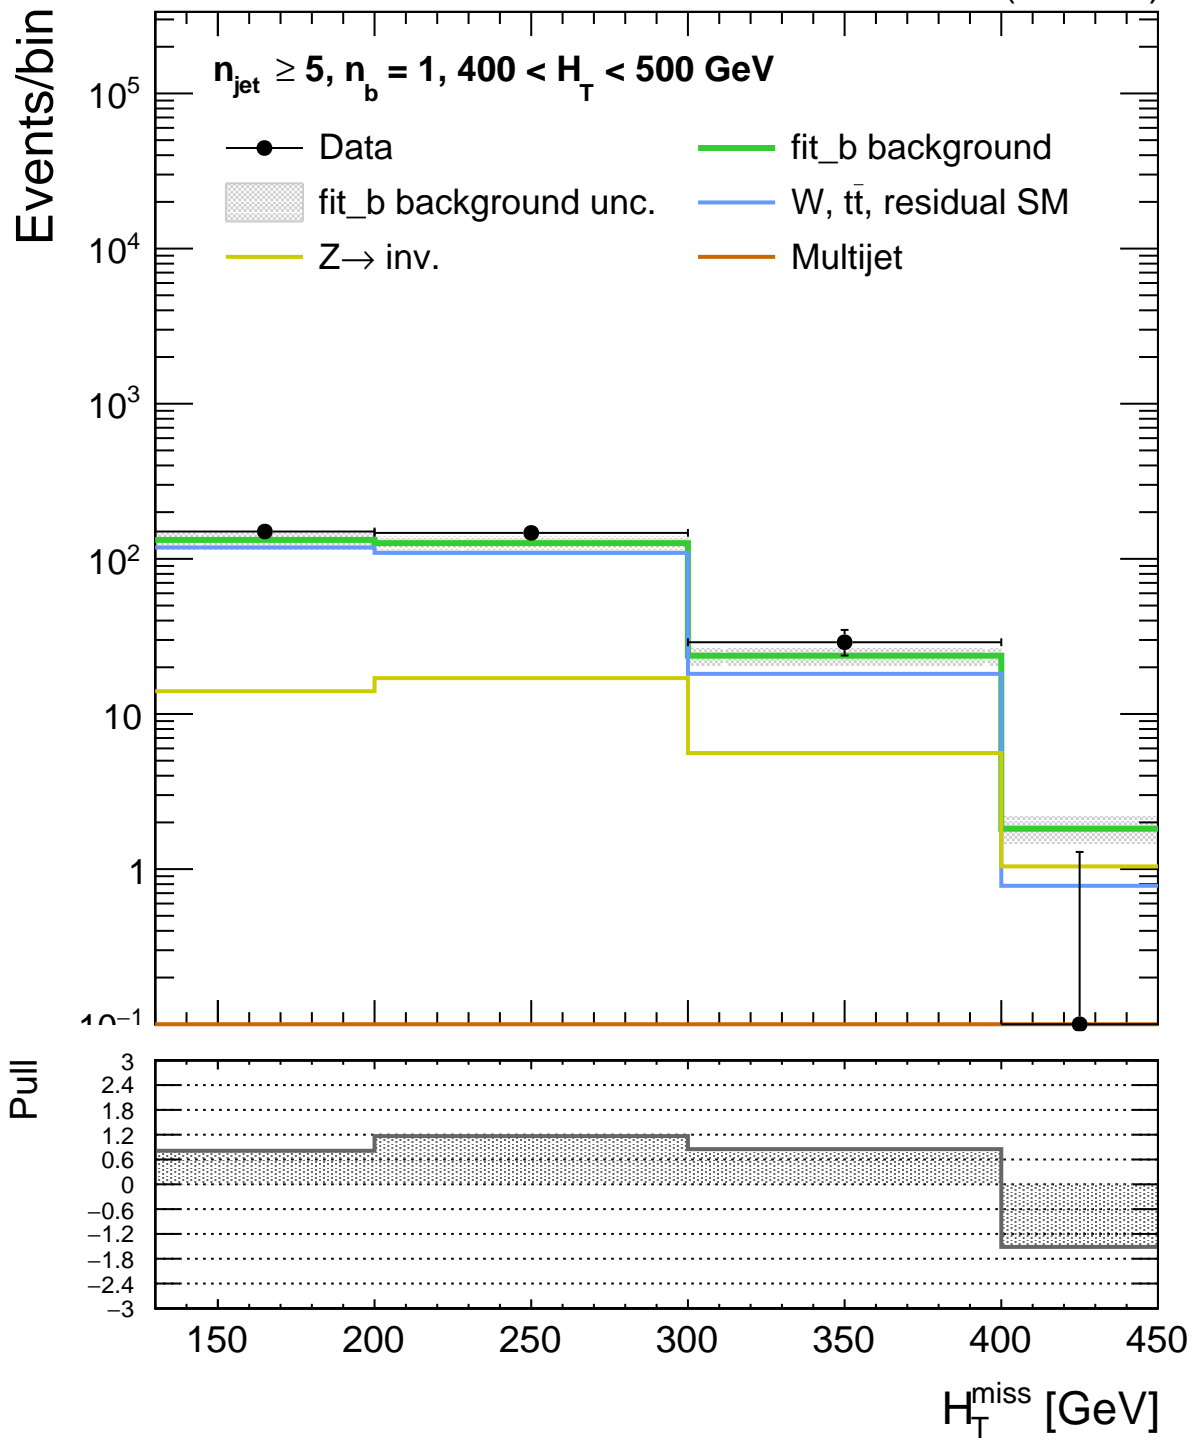 Events/bin
n_jet ≥ 5, n_b = 1, 400 < H_T < 500 GeV
Data
fit_b background
fit_b background unc.
W, tt̄, residual SM
Z→ inv.
Multijet
10^5
10^4
10^3
10^2
10
1
10^−1
Pull
3
2.4
1.8
1.2
0.6
0
−0.6
−1.2
−1.8
−2.4
−3
150 200 250 300 350 400 450
H_T^miss [GeV]